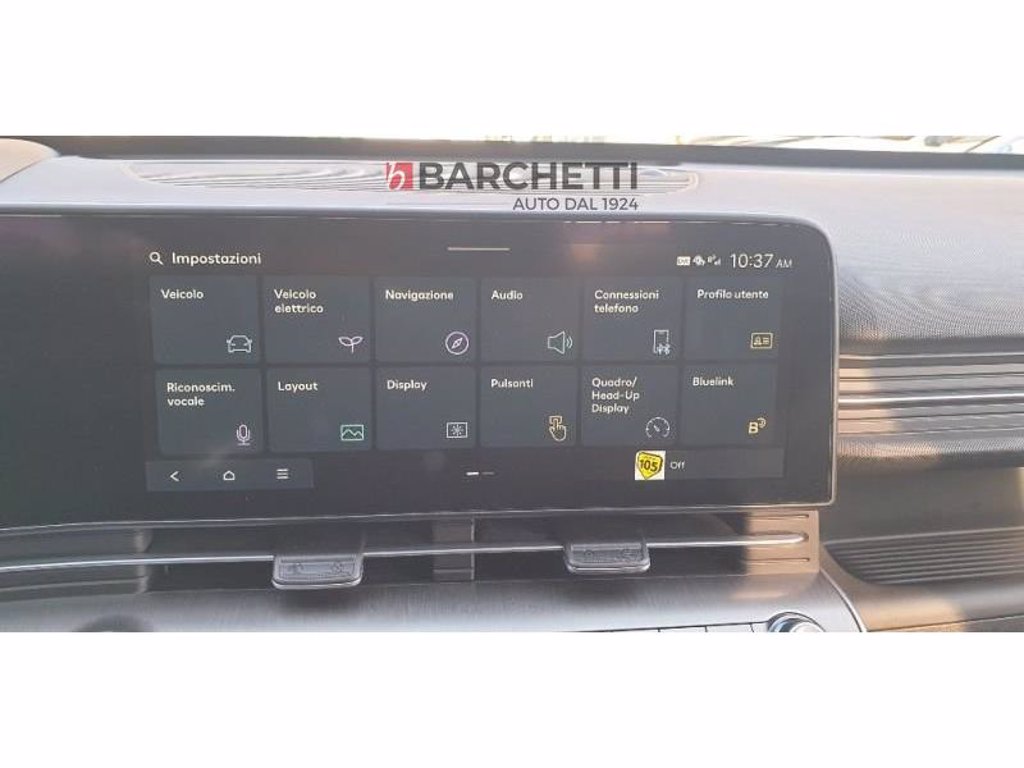 BARCHETTI
AUTO DAL 1924
Impostazioni
10:37 AM
Veicolo
Veicolo
elettrico
Navigazione
Audio
Connessioni
telefono
Profilo utente
Riconoscim.
vocale
Layout
Display
Pulsanti
Quadro/
Head-Up
Display
Bluelink
B
105
Off